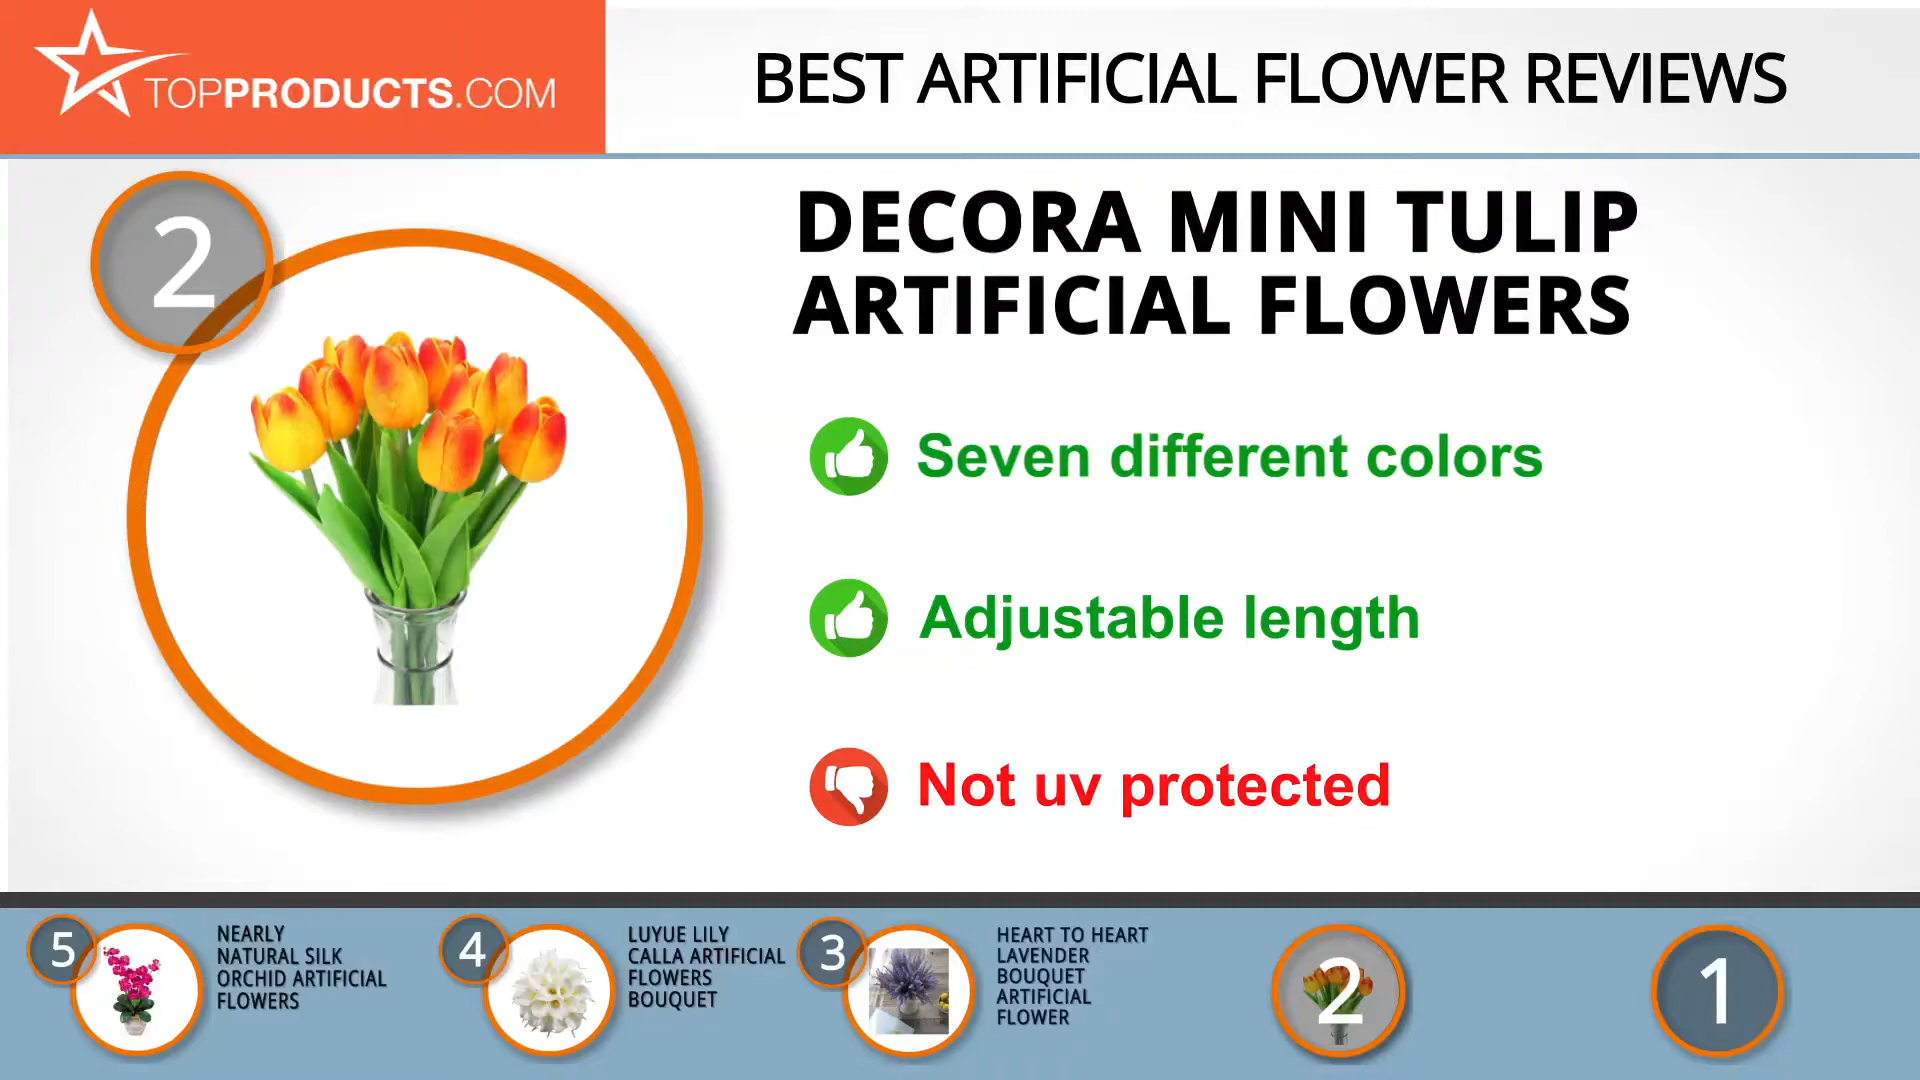 TOPPRODUCTS.COM
BEST ARTIFICIAL FLOWER REVIEWS
2
DECORA MINI TULIP
ARTIFICIAL FLOWERS
Seven different colors
Adjustable length
Not uv protected
5
NEARLY
NATURAL SILK
ORCHID ARTIFICIAL
FLOWERS
4
LUYUE LILY
CALLA ARTIFICIAL
FLOWERS
BOUQUET
3
HEART TO HEART
LAVENDER
BOUQUET
ARTIFICIAL
FLOWER
2
1